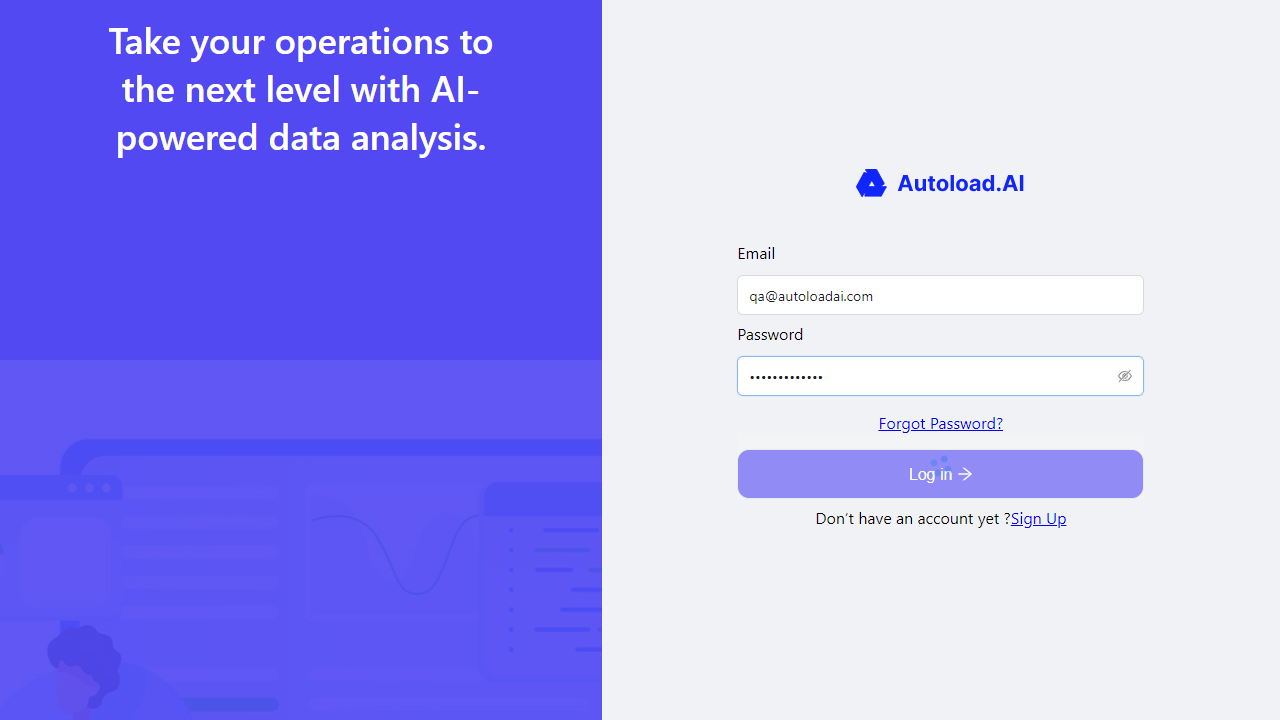 Take your operations to
the next level with AI-
powered data analysis.
Autoload.AI
Email
qa@autoloadai.com
Password
•••••••••••••
Forgot Password?
Log in →
Don't have an account yet ?Sign Up